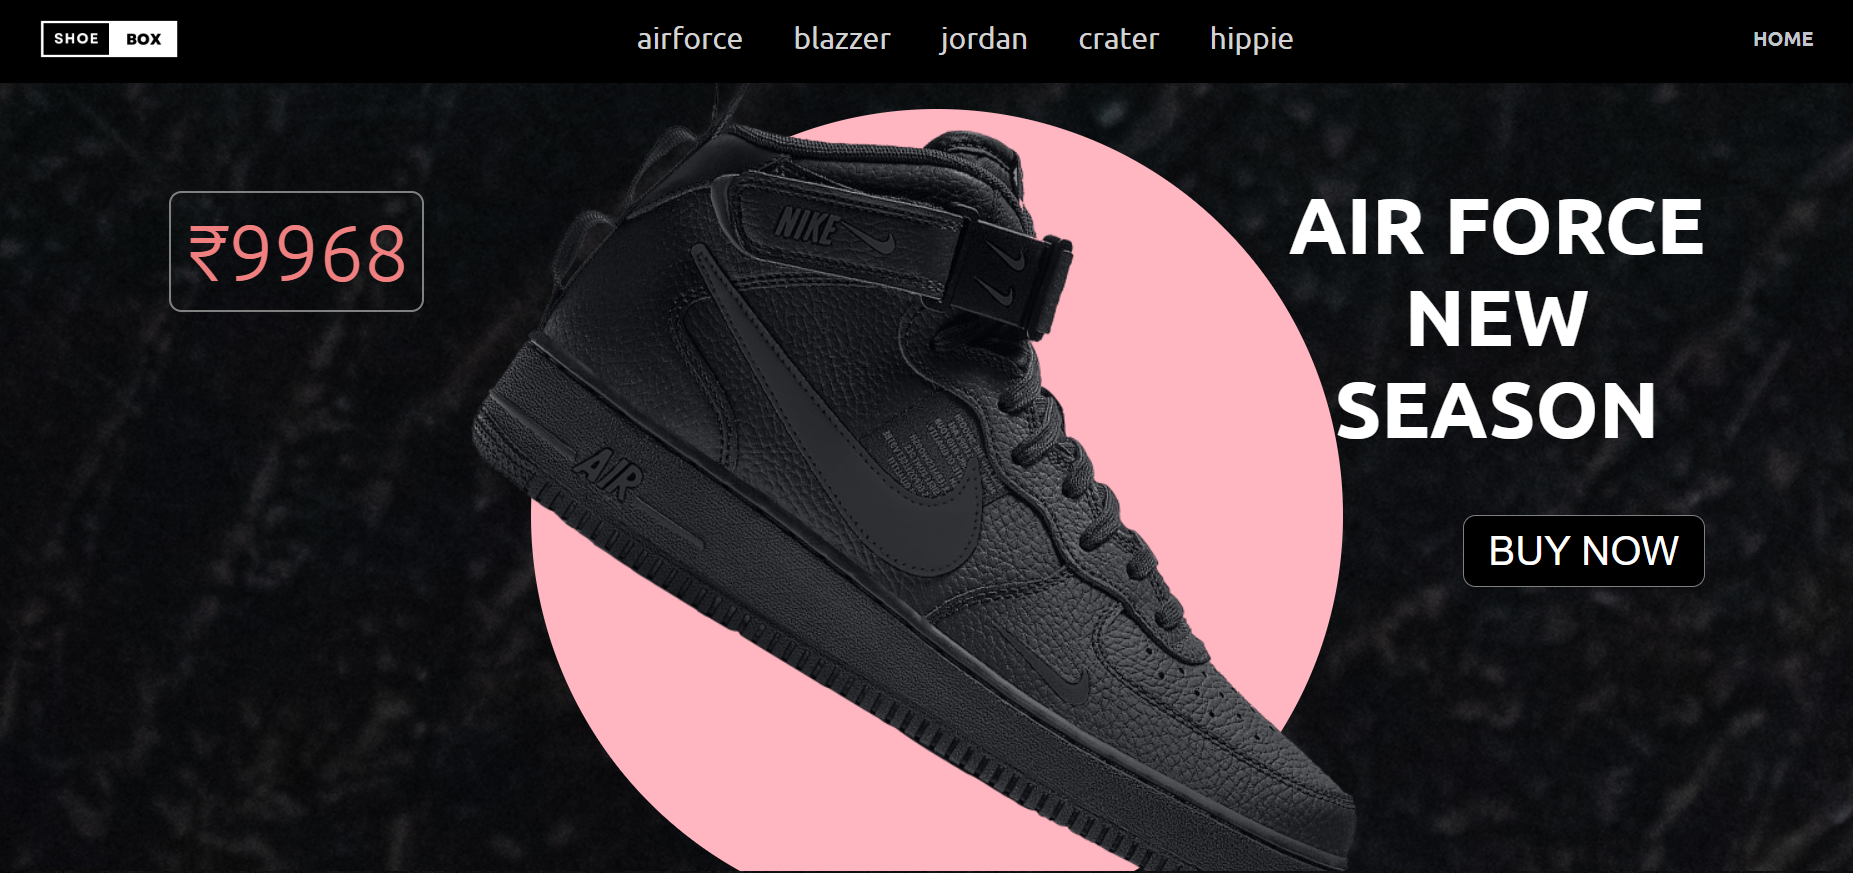 SHOE BOX
airforce blazzer jordan crater hippie
HOME
₹9968
NIKE
AIR
AIR FORCE
NEW
SEASON
BUY NOW